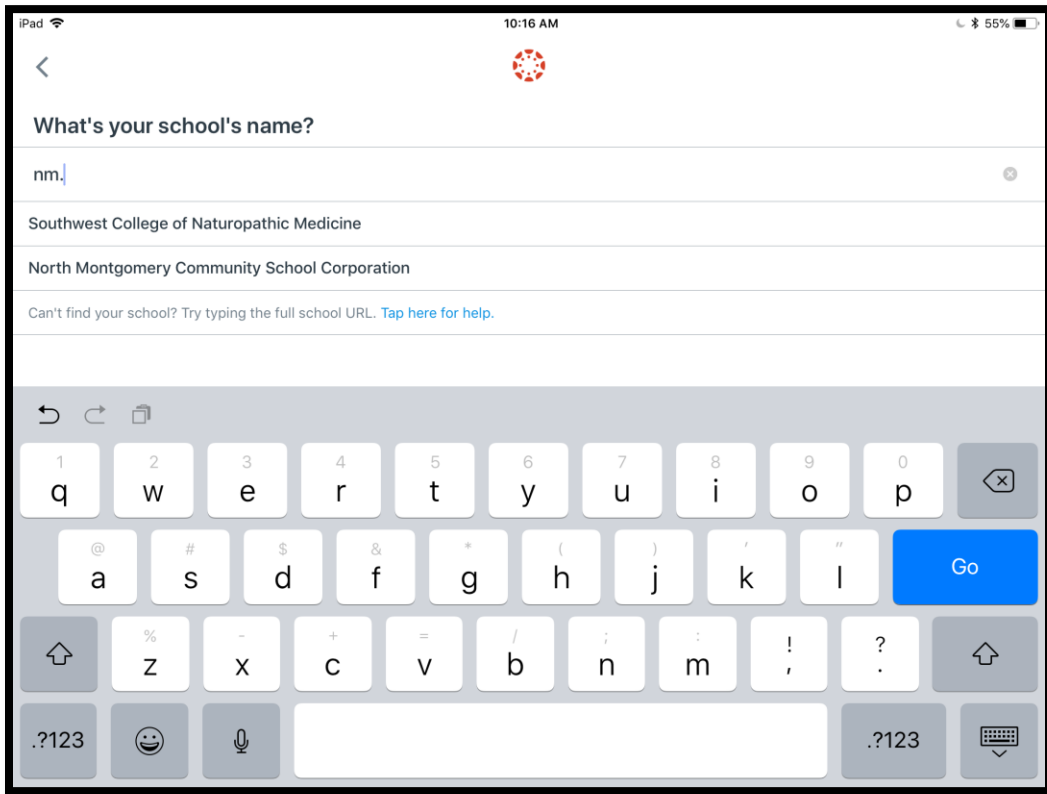 iPad 10:16 AM 55%
What's your school's name?
nm.
Southwest College of Naturopathic Medicine
North Montgomery Community School Corporation
Can't find your school? Try typing the full school URL. Tap here for help.
1 2 3 4 5 6 7 8 9 0
q w e r t y u i o p
@ # $ & * ( ) ' "
a s d f g h j k l Go
% - + = / ; : ! ?
z x c v b n m , .
.?123 .?123